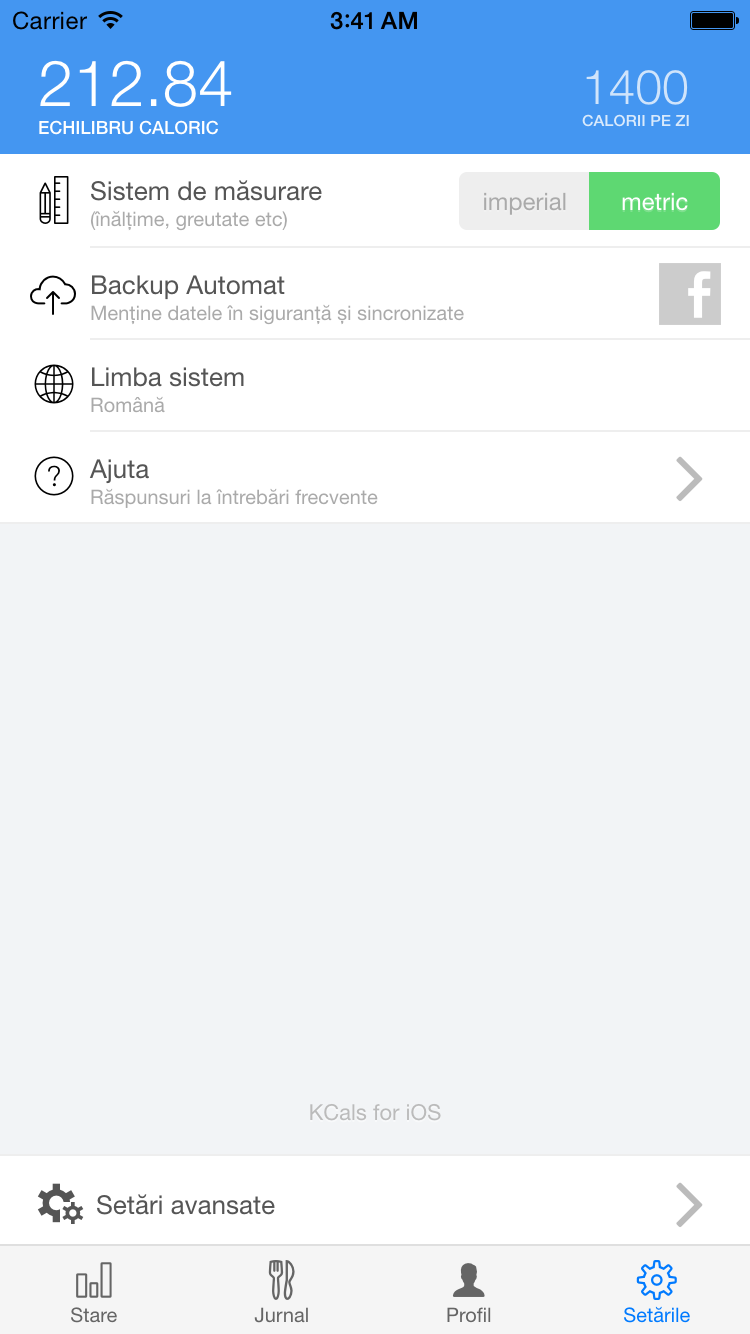 Carrier 3:41 AM
212.84 1400
ECHILIBRU CALORIC CALORII PE ZI
Sistem de măsurare
(înălțime, greutate etc)
imperial metric
Backup Automat
Menține datele în siguranță și sincronizate
f
Limba sistem
Română
?
Ajuta
Răspunsuri la întrebări frecvente
KCals for iOS
Setări avansate
Stare Jurnal Profil Setările